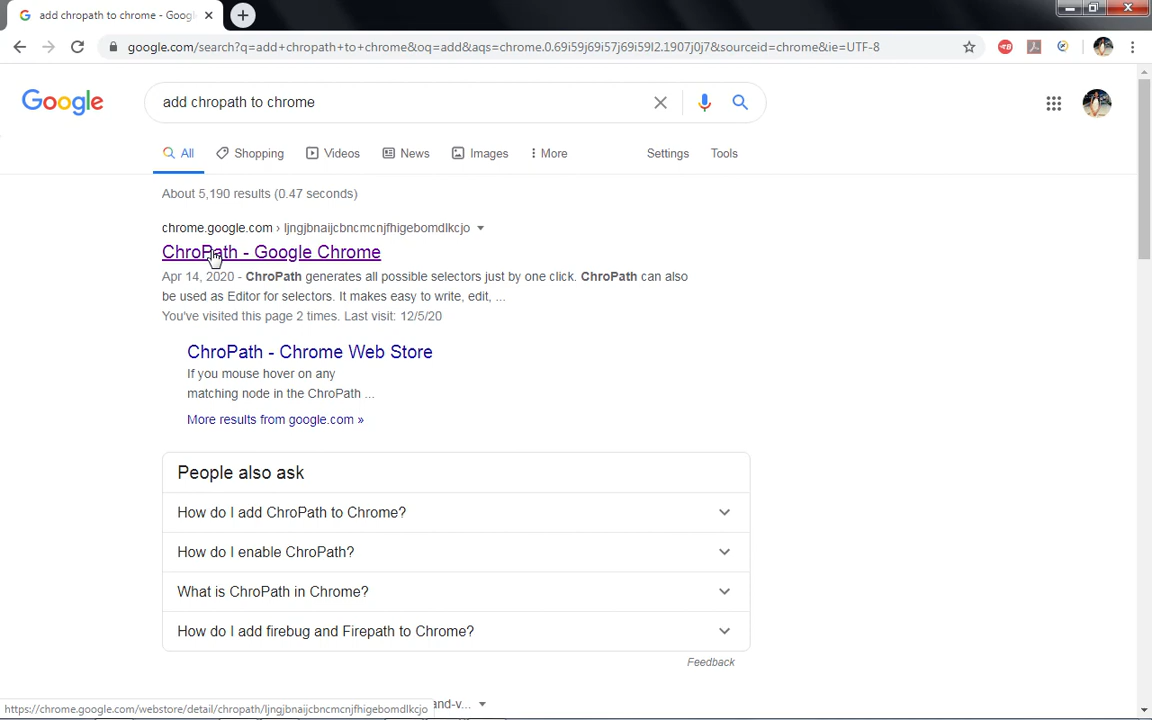 add chropath to chrome - Goog
google.com/search?q=add+chropath+to+chrome&oq=add&aqs=chrome.0.69i59j69i57j69i59l2.1907j0j7&sourceid=chrome&ie=UTF-8
Google
add chropath to chrome
All Shopping Videos News Images More Settings Tools
About 5,190 results (0.47 seconds)
chrome.google.com › ljngjbnaijcbncmcnjfhigebomdlkcjo
ChroPath - Google Chrome
Apr 14, 2020 - ChroPath generates all possible selectors just by one click. ChroPath can also
be used as Editor for selectors. It makes easy to write, edit, ...
You've visited this page 2 times. Last visit: 12/5/20
ChroPath - Chrome Web Store
If you mouse hover on any
matching node in the ChroPath ...
More results from google.com »
People also ask
How do I add ChroPath to Chrome?
How do I enable ChroPath?
What is ChroPath in Chrome?
How do I add firebug and Firepath to Chrome?
Feedback
https://chrome.google.com/webstore/detail/chropath/ljngjbnaijcbncmcnjfhigebomdlkcjo
and-v...